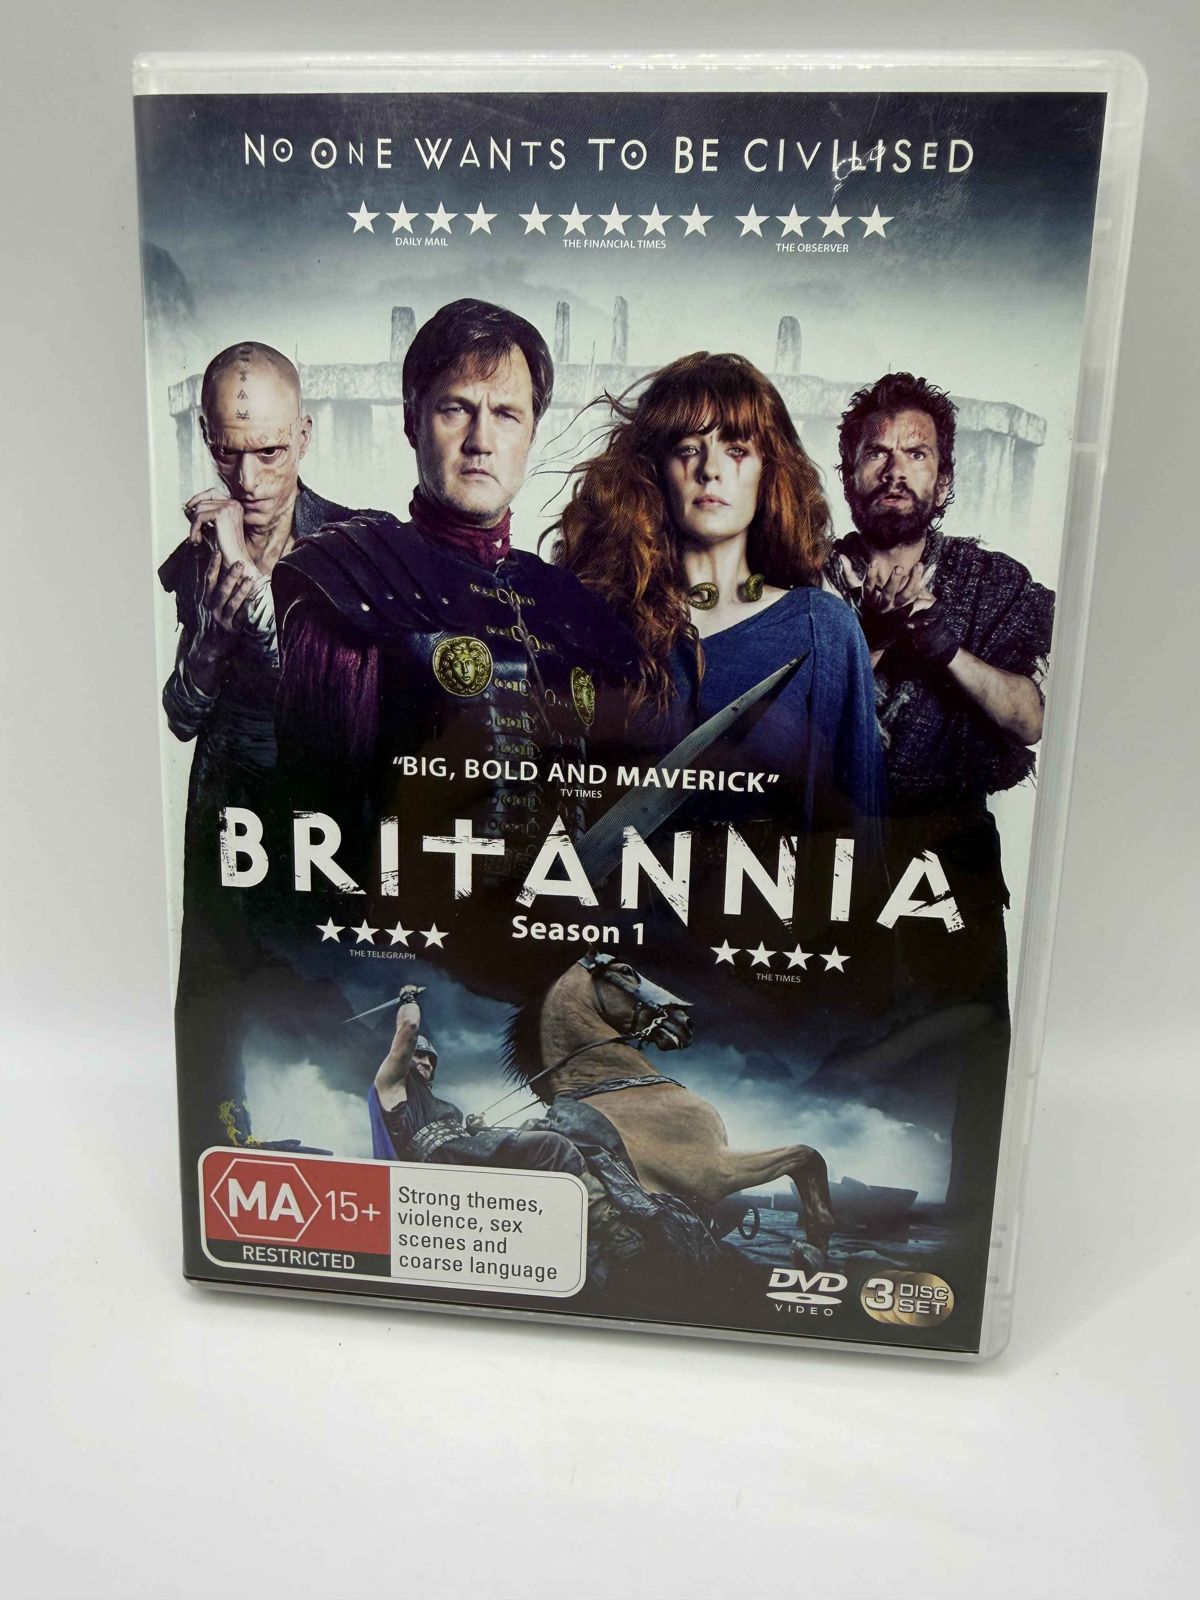 NO ONE WANTS TO BE CIVILISED
DAILY MAIL
THE FINANCIAL TIMES
THE OBSERVER
“BIG, BOLD AND MAVERICK”
TV TIMES
BRITANNIA
Season 1
THE TELEGRAPH
THE TIMES
MA 15+
RESTRICTED
Strong themes,
violence, sex
scenes and
coarse language
DVD
VIDEO
3 DISC
SET